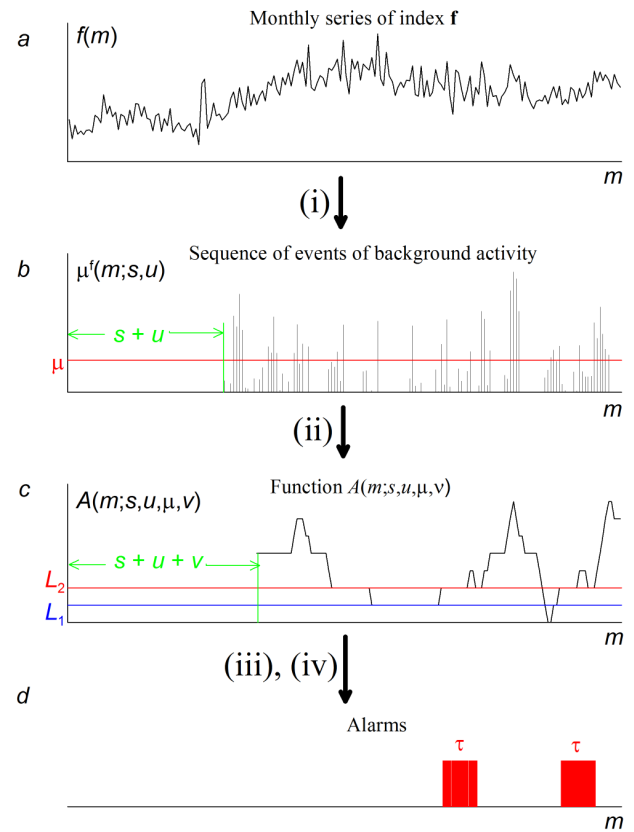 a
f(m)
Monthly series of index f
m
(i)
b
μᶠ(m;s,u)
Sequence of events of background activity
s + u
μ
m
(ii)
c
A(m;s,u,μ,ν)
Function A(m;s,u,μ,ν)
s + u + v
L₂
L₁
m
(iii), (iv)
d
Alarms
τ τ
m